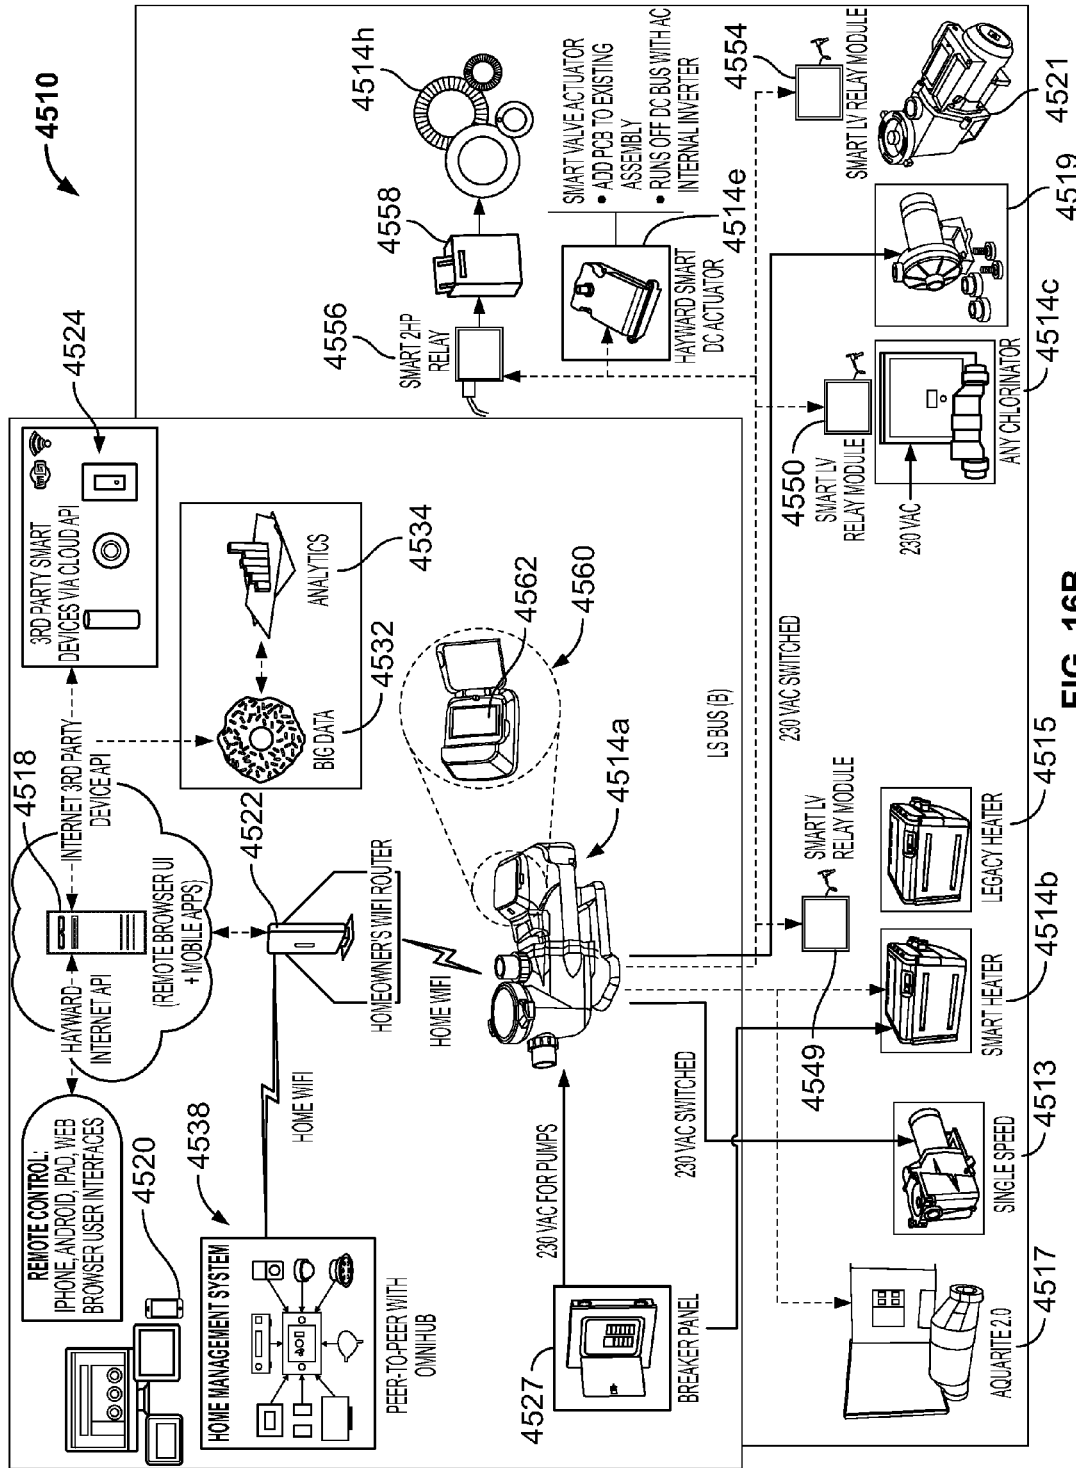 4510
REMOTE CONTROL:
IPHONE, ANDROID, IPAD, WEB
BROWSER USER INTERFACES
4520
HAYWARD
INTERNET API
4518
(REMOTE BROWSER UI
+ MOBILE APPS)
INTERNET 3RD PARTY
DEVICE API
3RD PARTY SMART
DEVICES VIA CLOUD API
WiFi
4524
BIG DATA
4532
ANALYTICS
4534
4538
HOME MANAGEMENT SYSTEM
PEER-TO-PEER WITH
OMNIHUB
HOME WIFI
4522
HOMEOWNER'S WIFI ROUTER
HOME WIFI
4560
4562
4514a
4527
BREAKER PANEL
230 VAC FOR PUMPS
230 VAC SWITCHED
LS BUS (B)
230 VAC SWITCHED
4556
SMART 2HP
RELAY
4558
4514h
SMART VALVE ACTUATOR
• ADD PCB TO EXISTING
ASSEMBLY
• RUNS OFF DC BUS WITH AC
INTERNAL INVERTER
HAYWARD SMART
DC ACTUATOR
4514e
AQUARITE 2.0
4517
SINGLE SPEED
4513
4549
SMART LV
RELAY MODULE
SMART HEATER
4514b
LEGACY HEATER
4515
4550
SMART LV
RELAY MODULE
230 VAC
ANY CHLORINATOR
4514c
4519
SMART LV RELAY MODULE
4554
4521
FIG. 16B